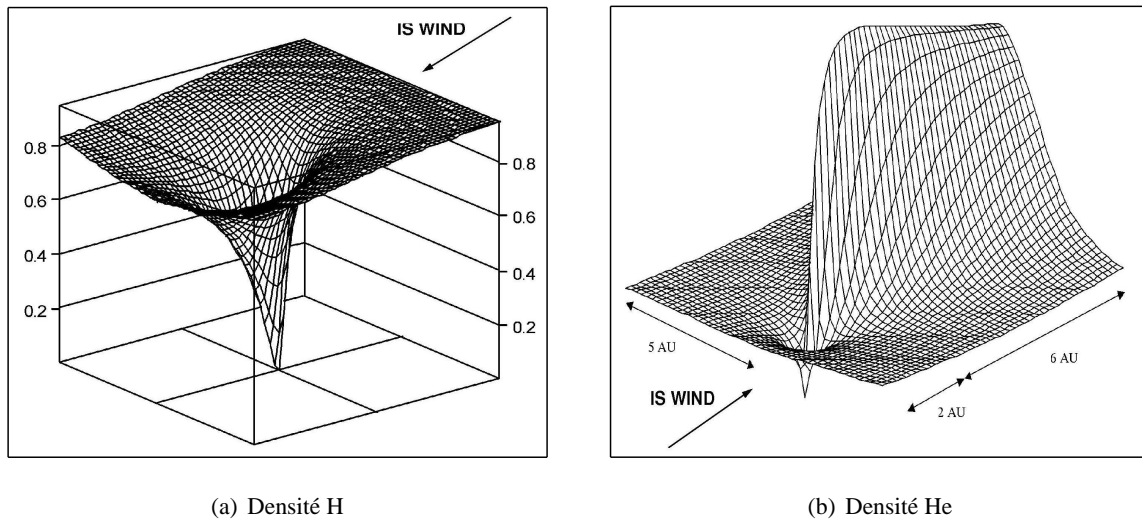 IS WIND
0.8
0.6
0.4
0.2
0.8
0.6
0.4
0.2
5 AU
6 AU
IS WIND
2 AU
(a) Densité H
(b) Densité He